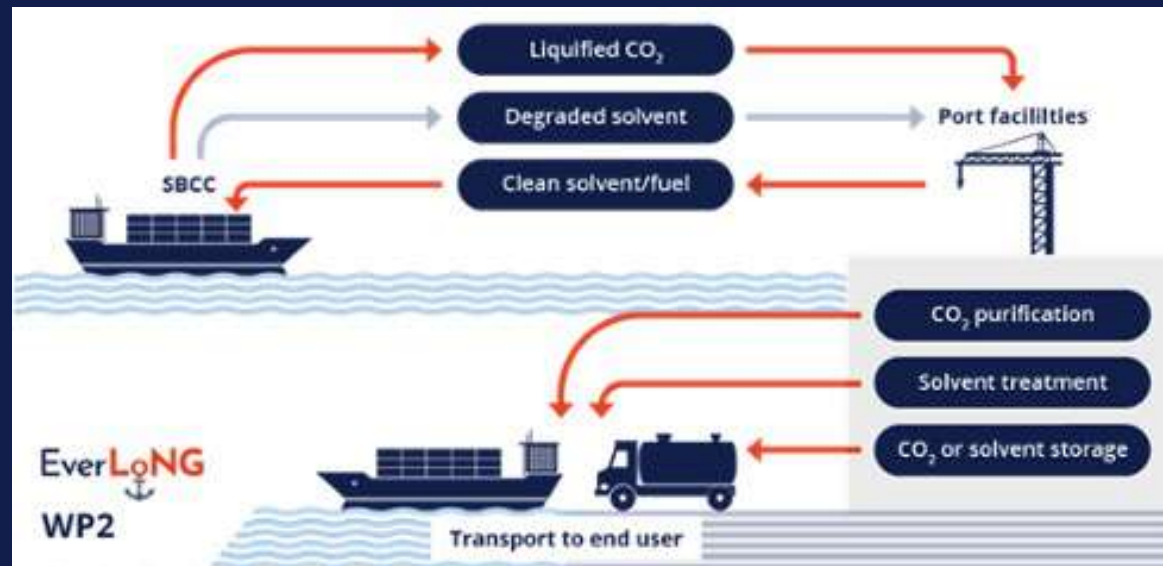 Liquified CO₂
Degraded solvent
Port facililties
SBCC
Clean solvent/fuel
CO₂ purification
Solvent treatment
CO₂ or solvent storage
EverLoNG
WP2
Transport to end user